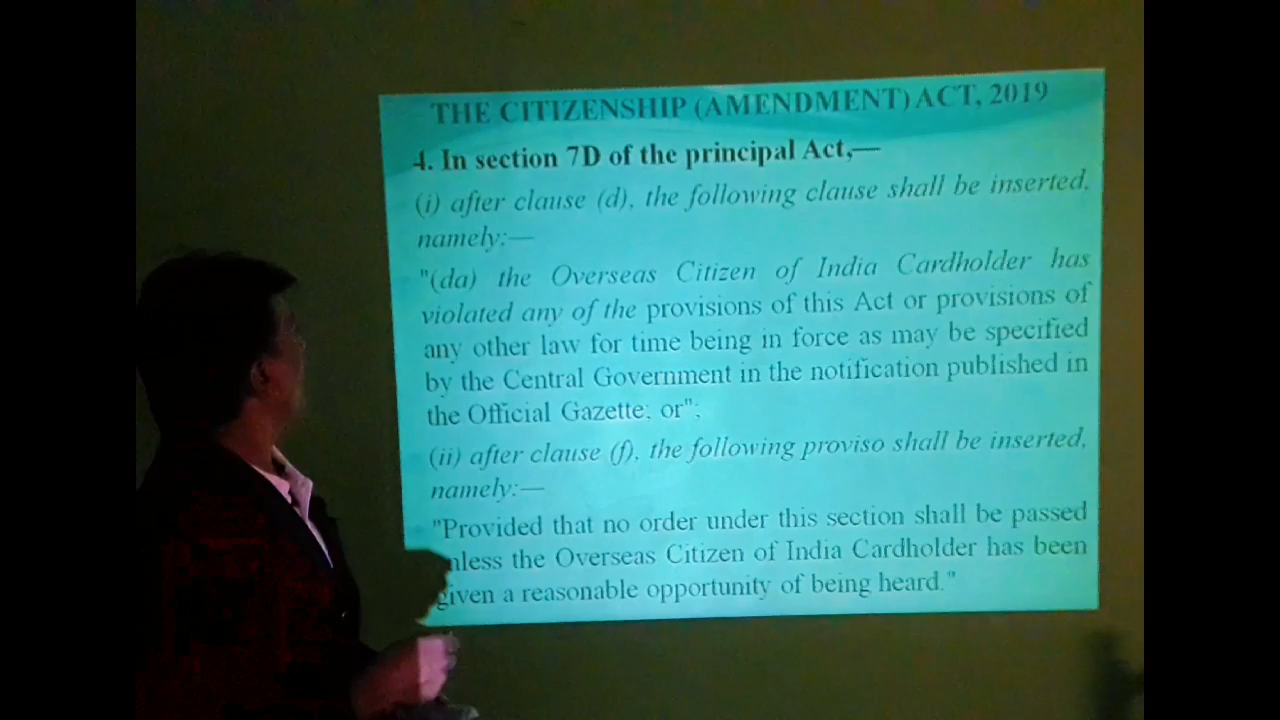 THE CITIZENSHIP (AMENDMENT) ACT, 2019
4. In section 7D of the principal Act,—
(i) after clause (d), the following clause shall be inserted,
namely:—
"(da) the Overseas Citizen of India Cardholder has
violated any of the provisions of this Act or provisions of
any other law for time being in force as may be specified
by the Central Government in the notification published in
the Official Gazette; or";
(ii) after clause (f), the following proviso shall be inserted,
namely:—
"Provided that no order under this section shall be passed
nless the Overseas Citizen of India Cardholder has been
given a reasonable opportunity of being heard."